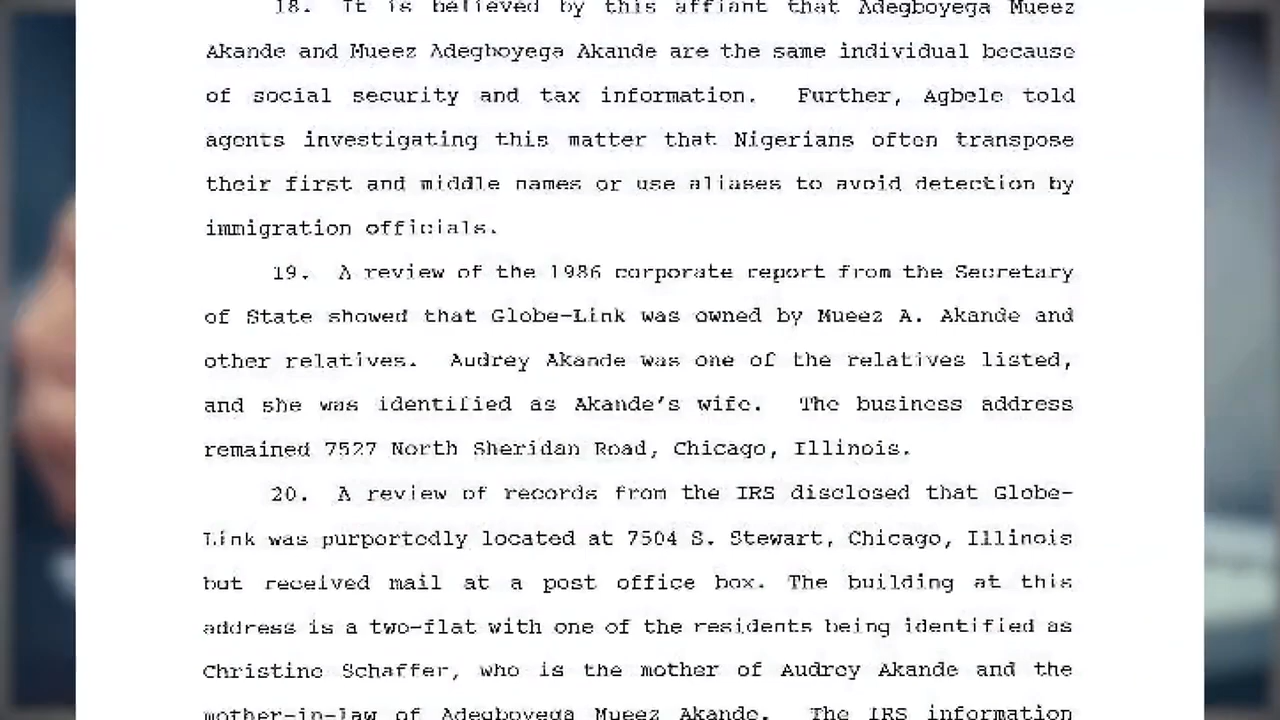 18. It is believed by this affiant that Adegboyega Mueez
Akande and Mueez Adegboyega Akande are the same individual because
of social security and tax information. Further, Agbele told
agents investigating this matter that Nigerians often transpose
their first and middle names or use aliases to avoid detection by
immigration officials.
19. A review of the 1986 corporate report from the Secretary
of State showed that Globe-Link was owned by Mueez A. Akande and
other relatives. Audrey Akande was one of the relatives listed,
and she was identified as Akande's wife. The business address
remained 7527 North Sheridan Road, Chicago, Illinois.
20. A review of records from the IRS disclosed that Globe-
Link was purportedly located at 7504 S. Stewart, Chicago, Illinois
but received mail at a post office box. The building at this
address is a two-flat with one of the residents being identified as
Christine Schaffer, who is the mother of Audrey Akande and the
mother-in-law of Adegboyega Mueez Akande. The IRS information